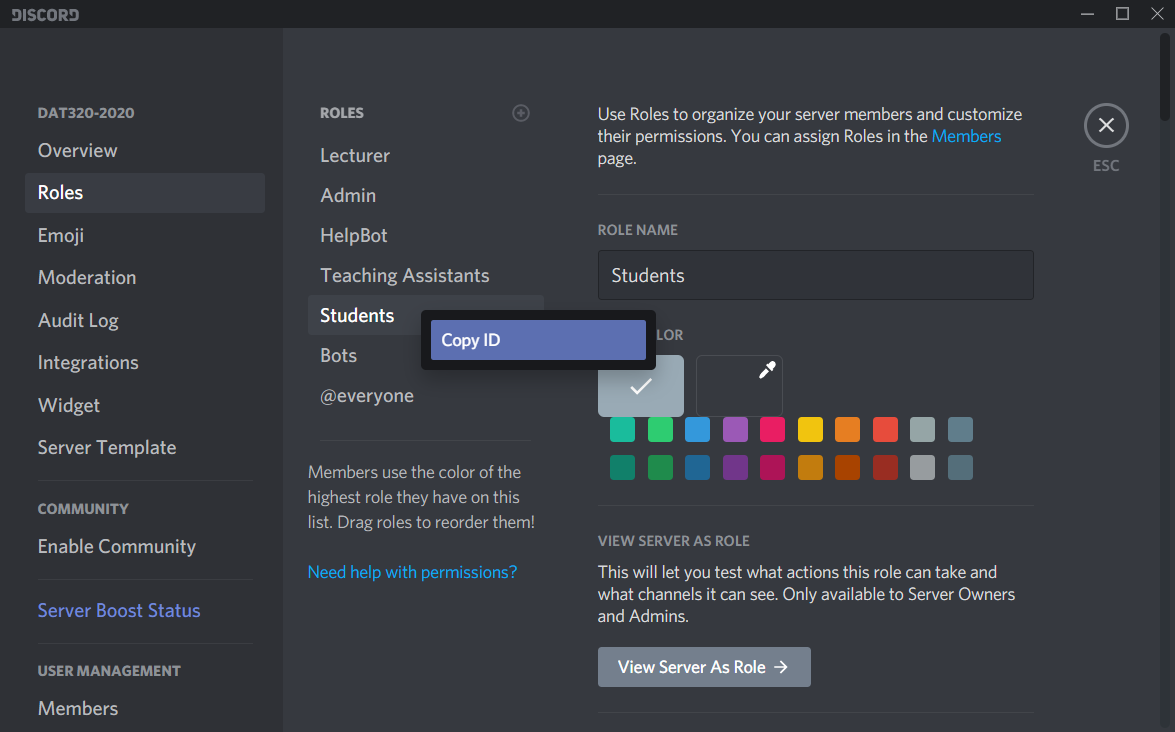 DISCORD
DAT320-2020
Overview
Roles
Emoji
Moderation
Audit Log
Integrations
Widget
Server Template
COMMUNITY
Enable Community
Server Boost Status
USER MANAGEMENT
Members
ROLES
Lecturer
Admin
HelpBot
Teaching Assistants
Students
Copy ID
Bots
@everyone
Members use the color of the
highest role they have on this
list. Drag roles to reorder them!
Need help with permissions?
Use Roles to organize your server members and customize
their permissions. You can assign Roles in the Members
page.
ESC
ROLE NAME
Students
LOR
VIEW SERVER AS ROLE
This will let you test what actions this role can take and
what channels it can see. Only available to Server Owners
and Admins.
View Server As Role →